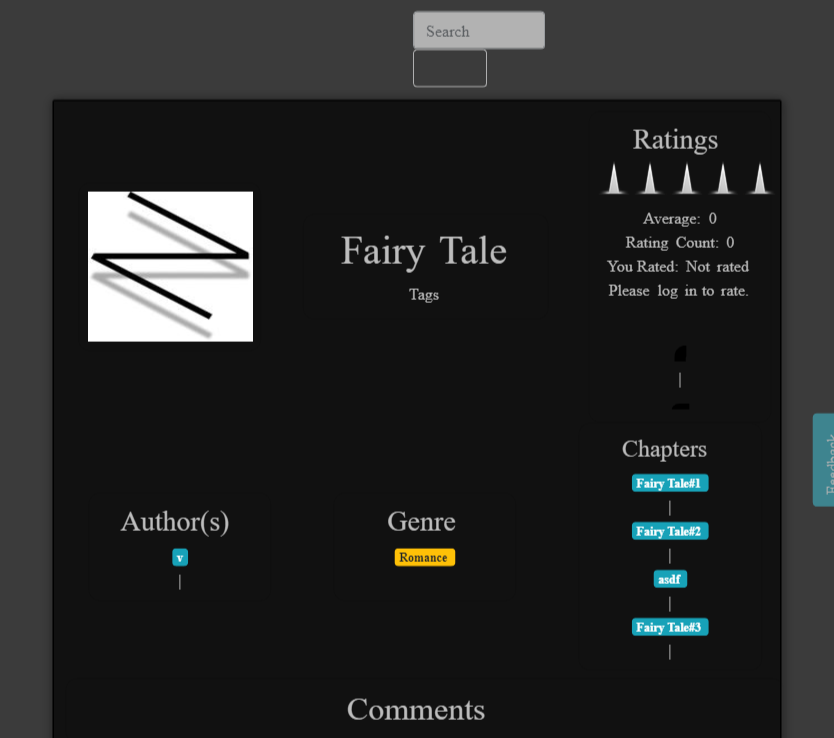 Search
Ratings
Average: 0
Rating Count: 0
You Rated: Not rated
Please log in to rate.
Fairy Tale
Tags
|
Chapters
Fairy Tale#1
|
Fairy Tale#2
|
asdf
|
Fairy Tale#3
|
Author(s)
v
|
Genre
Romance
Feedback
Comments